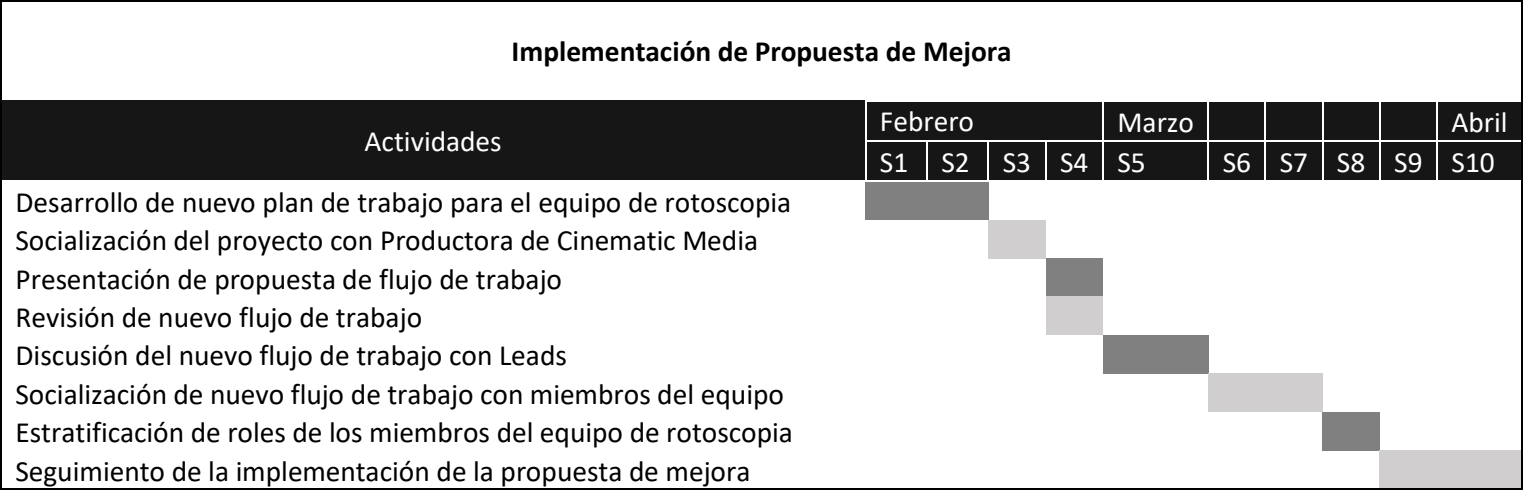 Implementación de Propuesta de Mejora
Actividades
Febrero Marzo Abril
S1 S2 S3 S4 S5 S6 S7 S8 S9 S10
Desarrollo de nuevo plan de trabajo para el equipo de rotoscopia
Socialización del proyecto con Productora de Cinematic Media
Presentación de propuesta de flujo de trabajo
Revisión de nuevo flujo de trabajo
Discusión del nuevo flujo de trabajo con Leads
Socialización de nuevo flujo de trabajo con miembros del equipo
Estratificación de roles de los miembros del equipo de rotoscopia
Seguimiento de la implementación de la propuesta de mejora